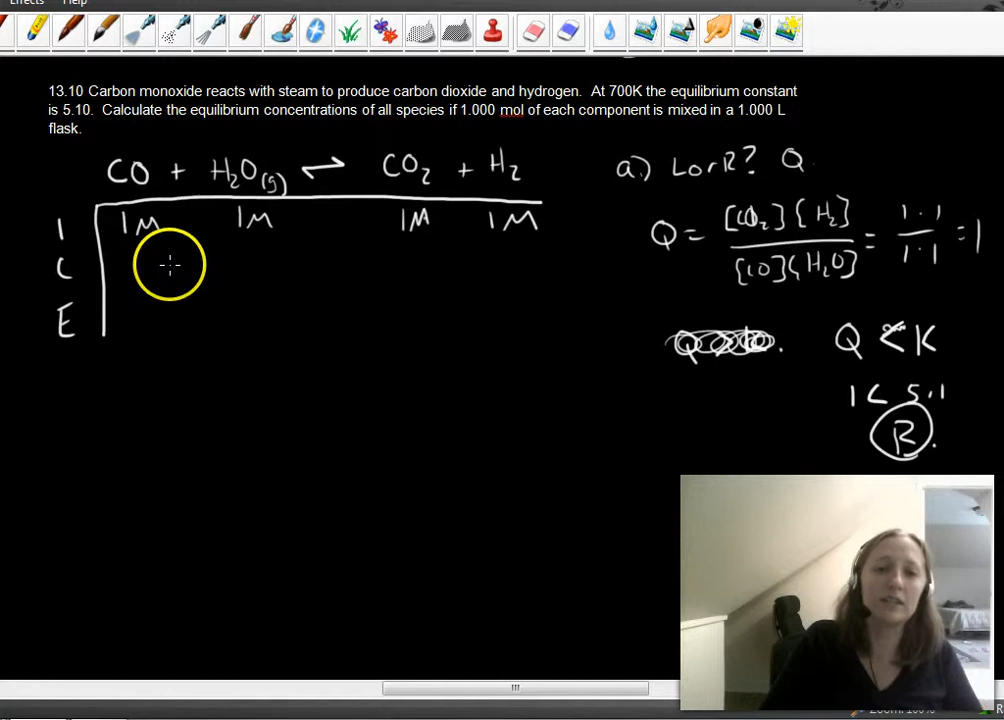 Effects Help
13.10 Carbon monoxide reacts with steam to produce carbon dioxide and hydrogen. At 700K the equilibrium constant
is 5.10. Calculate the equilibrium concentrations of all species if 1.000 mol of each component is mixed in a 1.000 L
flask.
CO + H₂O(g) ⇌ CO₂ + H₂
I 1M 1M 1M 1M
C
E
a.) L or R? Q
Q = [CO₂][H₂] / [CO][H₂O] = 1·1 / 1·1 = 1
Q < K
1 < 5.1
R.
Zoom: 100%